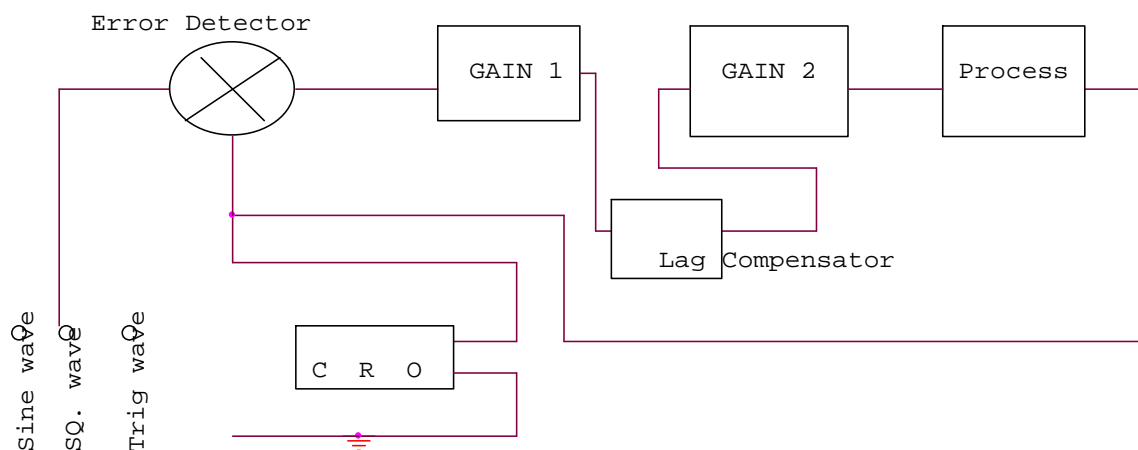 Error Detector
GAIN 1
GAIN 2
Process
Lag Compensator
C R O
Sine wave
SQ. wave
Trig wave